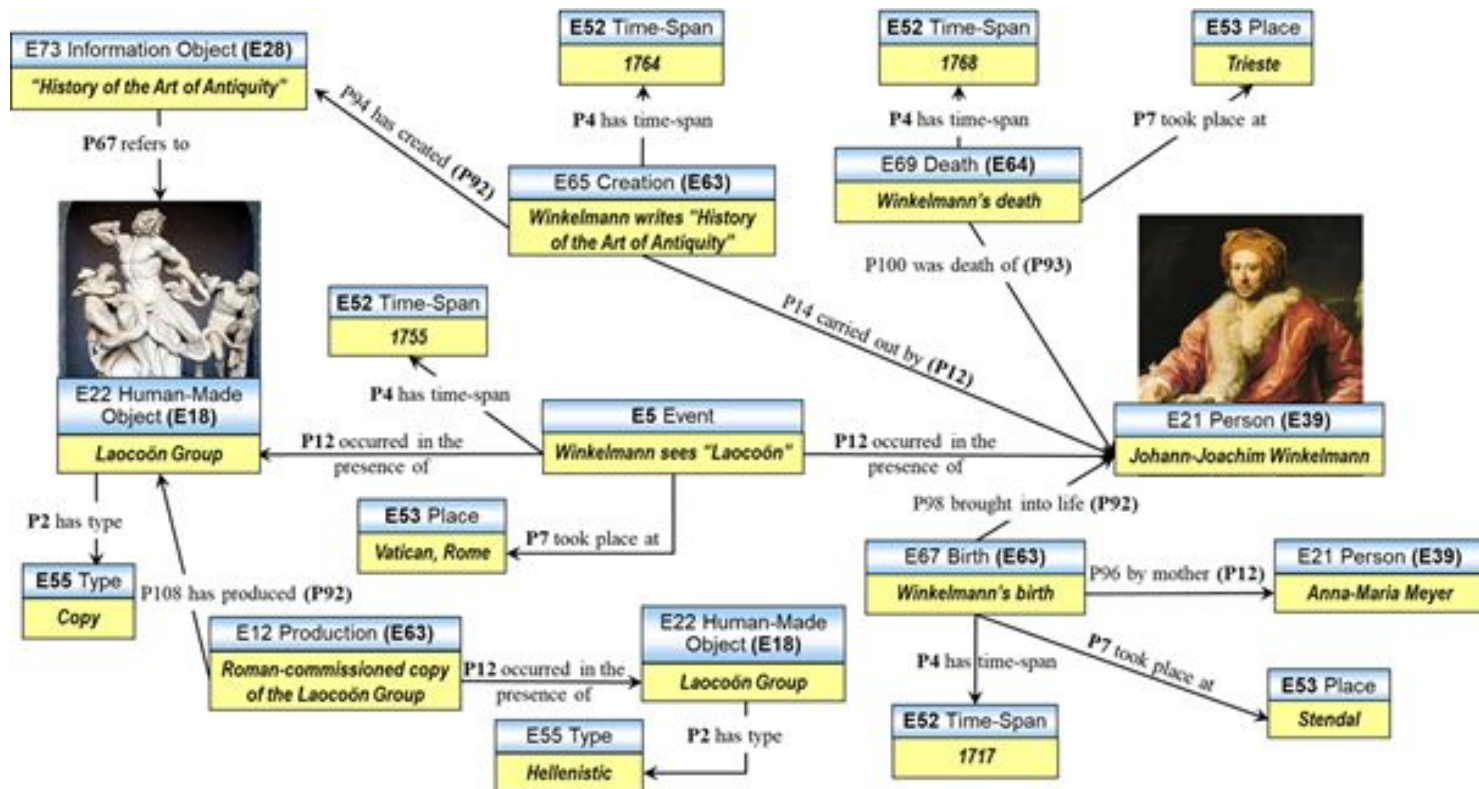 E73 Information Object (E28)
"History of the Art of Antiquity"
P67 refers to
E52 Time-Span
1764
P4 has time-span
P94 has created (P92)
E65 Creation (E63)
Winkelmann writes "History
of the Art of Antiquity"
E52 Time-Span
1768
P4 has time-span
E53 Place
Trieste
P7 took place at
E69 Death (E64)
Winkelmann's death
P100 was death of (P93)
P14 carried out by (P12)
E52 Time-Span
1755
P4 has time-span
E22 Human-Made
Object (E18)
Laocoön Group
P12 occurred in the
presence of
E5 Event
Winkelmann sees "Laocoön"
P12 occurred in the
presence of
E21 Person (E39)
Johann-Joachim Winkelmann
P2 has type
E55 Type
Copy
E53 Place
Vatican, Rome
P7 took place at
P98 brought into life (P92)
E67 Birth (E63)
Winkelmann's birth
P96 by mother (P12)
E21 Person (E39)
Anna-Maria Meyer
P108 has produced (P92)
E12 Production (E63)
Roman-commissioned copy
of the Laocoön Group
P12 occurred in the
presence of
E22 Human-Made
Object (E18)
Laocoön Group
P2 has type
E55 Type
Hellenistic
P4 has time-span
E52 Time-Span
1717
P7 took place at
E53 Place
Stendal